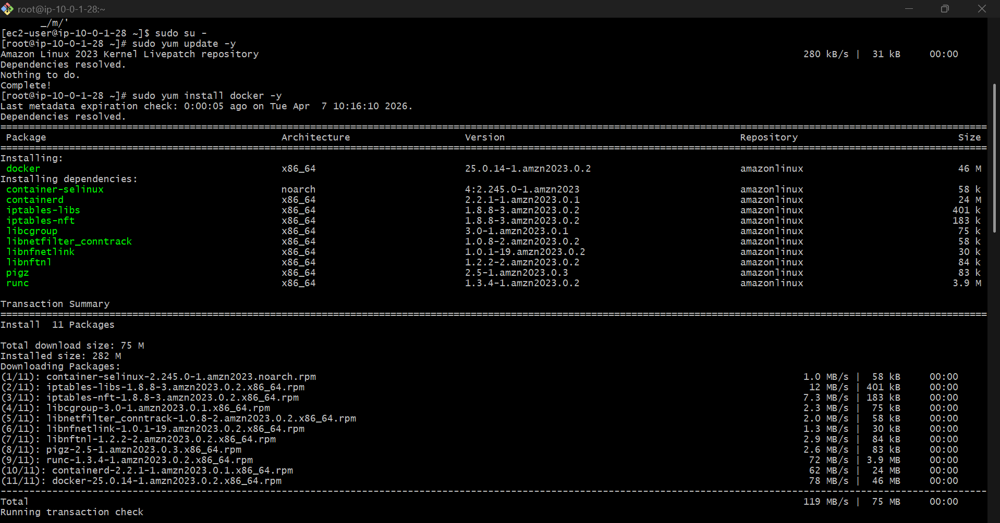 root@ip-10-0-1-28:~
_/m/'
[ec2-user@ip-10-0-1-28 ~]$ sudo su -
[root@ip-10-0-1-28 ~]# sudo yum update -y
Amazon Linux 2023 Kernel Livepatch repository 280 kB/s | 31 kB 00:00
Dependencies resolved.
Nothing to do.
Complete!
[root@ip-10-0-1-28 ~]# sudo yum install docker -y
Last metadata expiration check: 0:00:05 ago on Tue Apr  7 10:16:10 2026.
Dependencies resolved.
Package Architecture Version Repository Size
Installing:
docker x86_64 25.0.14-1.amzn2023.0.2 amazonlinux 46 M
Installing dependencies:
container-selinux noarch 4:2.245.0-1.amzn2023 amazonlinux 58 k
containerd x86_64 2.2.1-1.amzn2023.0.1 amazonlinux 24 M
iptables-libs x86_64 1.8.8-3.amzn2023.0.2 amazonlinux 401 k
iptables-nft x86_64 1.8.8-3.amzn2023.0.2 amazonlinux 183 k
libcgroup x86_64 3.0-1.amzn2023.0.1 amazonlinux 75 k
libnetfilter_conntrack x86_64 1.0.8-2.amzn2023.0.2 amazonlinux 58 k
libnfnetlink x86_64 1.0.1-19.amzn2023.0.2 amazonlinux 30 k
libnftnl x86_64 1.2.2-2.amzn2023.0.2 amazonlinux 84 k
pigz x86_64 2.5-1.amzn2023.0.3 amazonlinux 83 k
runc x86_64 1.3.4-1.amzn2023.0.2 amazonlinux 3.9 M
Transaction Summary
Install  11 Packages
Total download size: 75 M
Installed size: 282 M
Downloading Packages:
(1/11): container-selinux-2.245.0-1.amzn2023.noarch.rpm 1.0 MB/s | 58 kB 00:00
(2/11): iptables-libs-1.8.8-3.amzn2023.0.2.x86_64.rpm 12 MB/s | 401 kB 00:00
(3/11): iptables-nft-1.8.8-3.amzn2023.0.2.x86_64.rpm 7.3 MB/s | 183 kB 00:00
(4/11): libcgroup-3.0-1.amzn2023.0.1.x86_64.rpm 2.3 MB/s | 75 kB 00:00
(5/11): libnetfilter_conntrack-1.0.8-2.amzn2023.0.2.x86_64.rpm 2.0 MB/s | 58 kB 00:00
(6/11): libnfnetlink-1.0.1-19.amzn2023.0.2.x86_64.rpm 1.3 MB/s | 30 kB 00:00
(7/11): libnftnl-1.2.2-2.amzn2023.0.2.x86_64.rpm 2.9 MB/s | 84 kB 00:00
(8/11): pigz-2.5-1.amzn2023.0.3.x86_64.rpm 2.6 MB/s | 83 kB 00:00
(9/11): runc-1.3.4-1.amzn2023.0.2.x86_64.rpm 72 MB/s | 3.9 MB 00:00
(10/11): containerd-2.2.1-1.amzn2023.0.1.x86_64.rpm 62 MB/s | 24 MB 00:00
(11/11): docker-25.0.14-1.amzn2023.0.2.x86_64.rpm 78 MB/s | 46 MB 00:00
Total 119 MB/s | 75 MB 00:00
Running transaction check